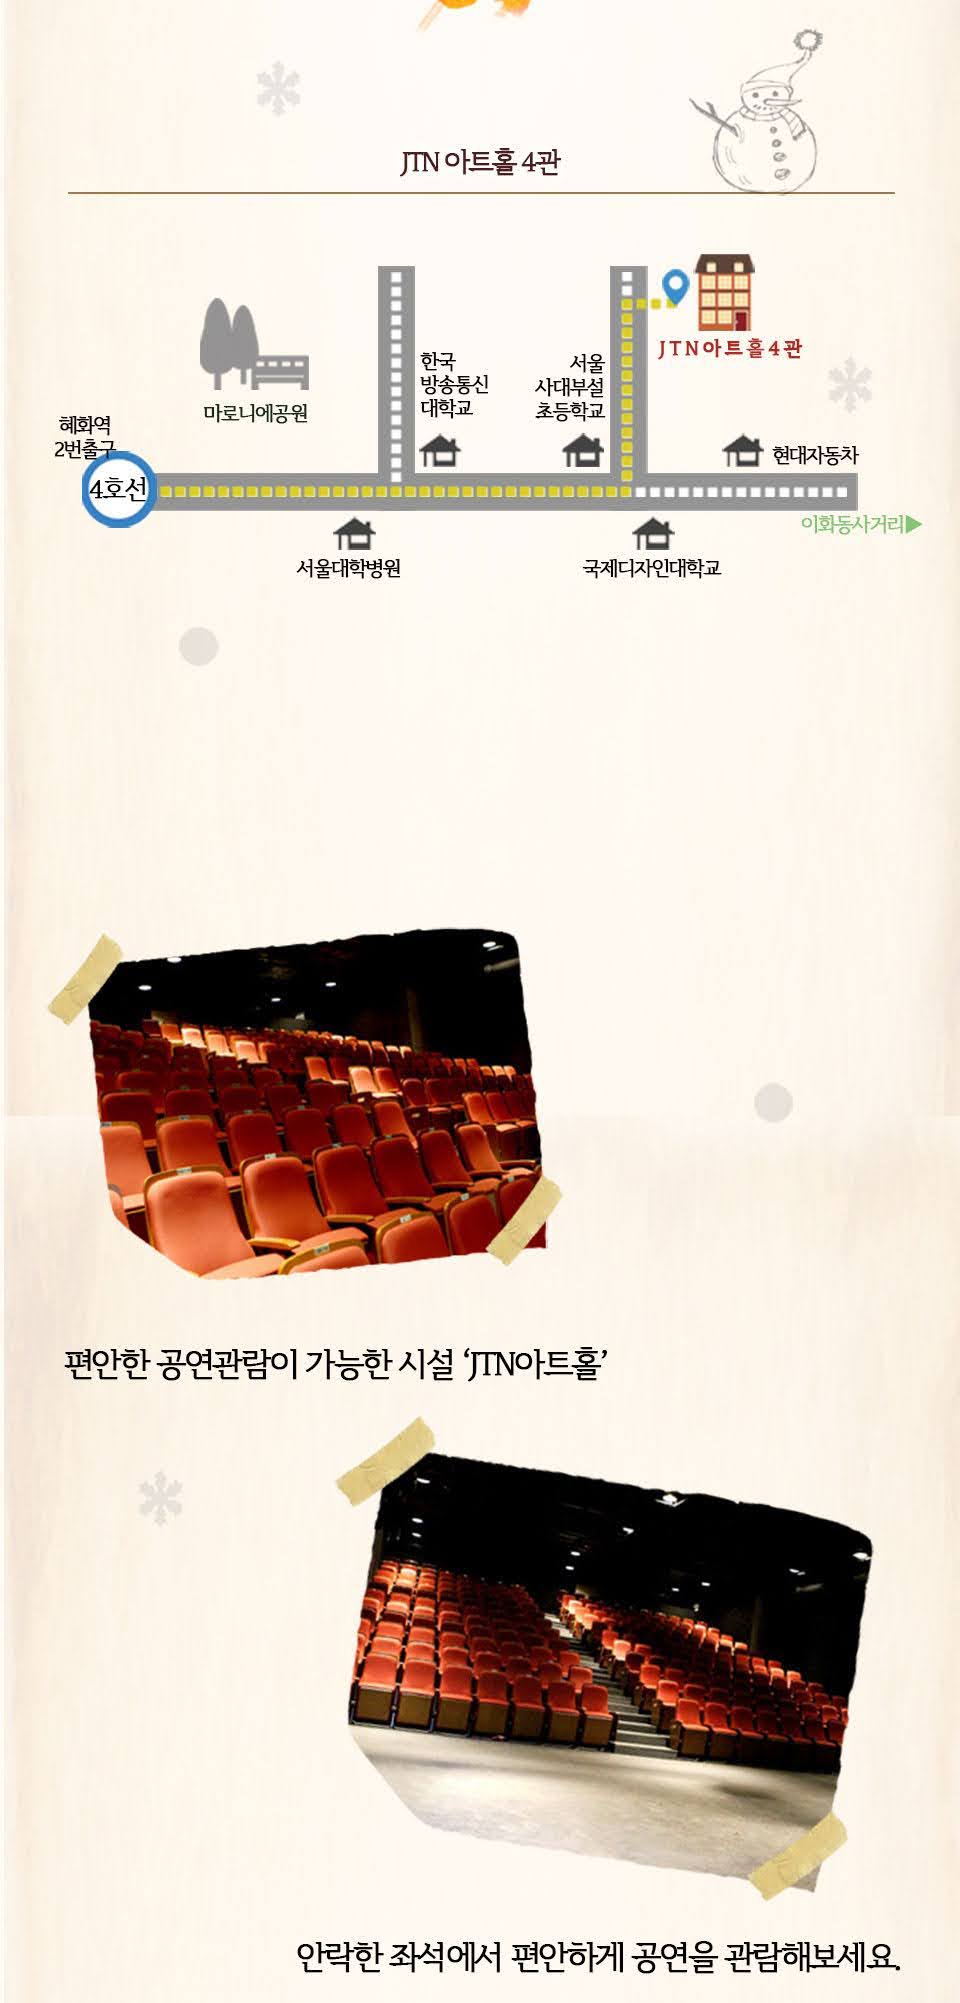 JTN 아트홀 4관
JTN아트홀4관
한국
방송통신
대학교
서울
사대부설
초등학교
마로니에공원
혜화역
2번출구
4호선
현대자동차
이화동사거리▶
서울대학병원
국제디자인대학교
편안한 공연관람이 가능한 시설 ‘JTN아트홀’
안락한 좌석에서 편안하게 공연을 관람해보세요.